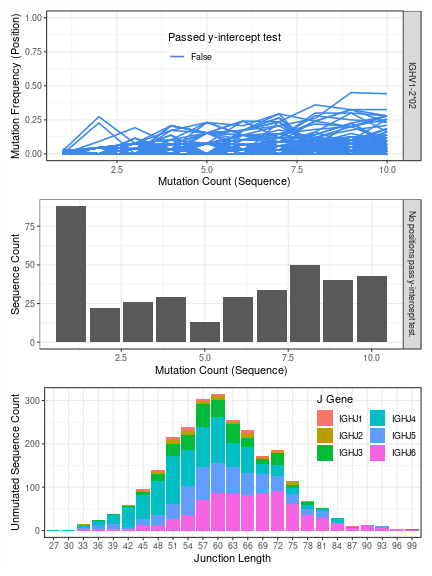 Passed y-intercept test
False
1.00
0.75
0.50
0.25
0.00
Mutation Frequency (Position)
2.5 5.0 7.5 10.0
Mutation Count (Sequence)
IGHV1-2*02
75
50
25
0
Sequence Count
2.5 5.0 7.5 10.0
Mutation Count (Sequence)
No positions pass y-intercept test.
J Gene
IGHJ1 IGHJ4
IGHJ2 IGHJ5
IGHJ3 IGHJ6
300
200
100
0
Unmutated Sequence Count
27 30 33 36 39 42 45 48 51 54 57 60 63 66 69 72 75 78 81 84 87 90 93 96 99
Junction Length